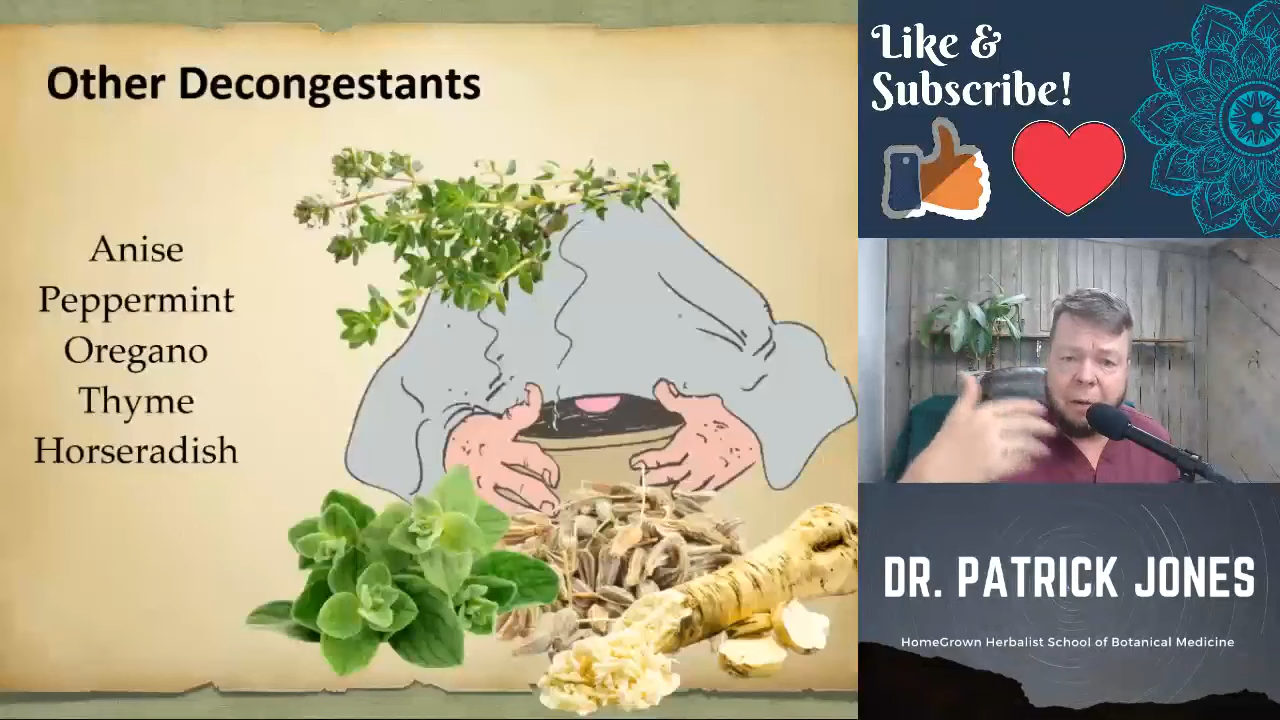 Other Decongestants
Anise
Peppermint
Oregano
Thyme
Horseradish
Like &
Subscribe!
DR. PATRICK JONES
HomeGrown Herbalist School of Botanical Medicine